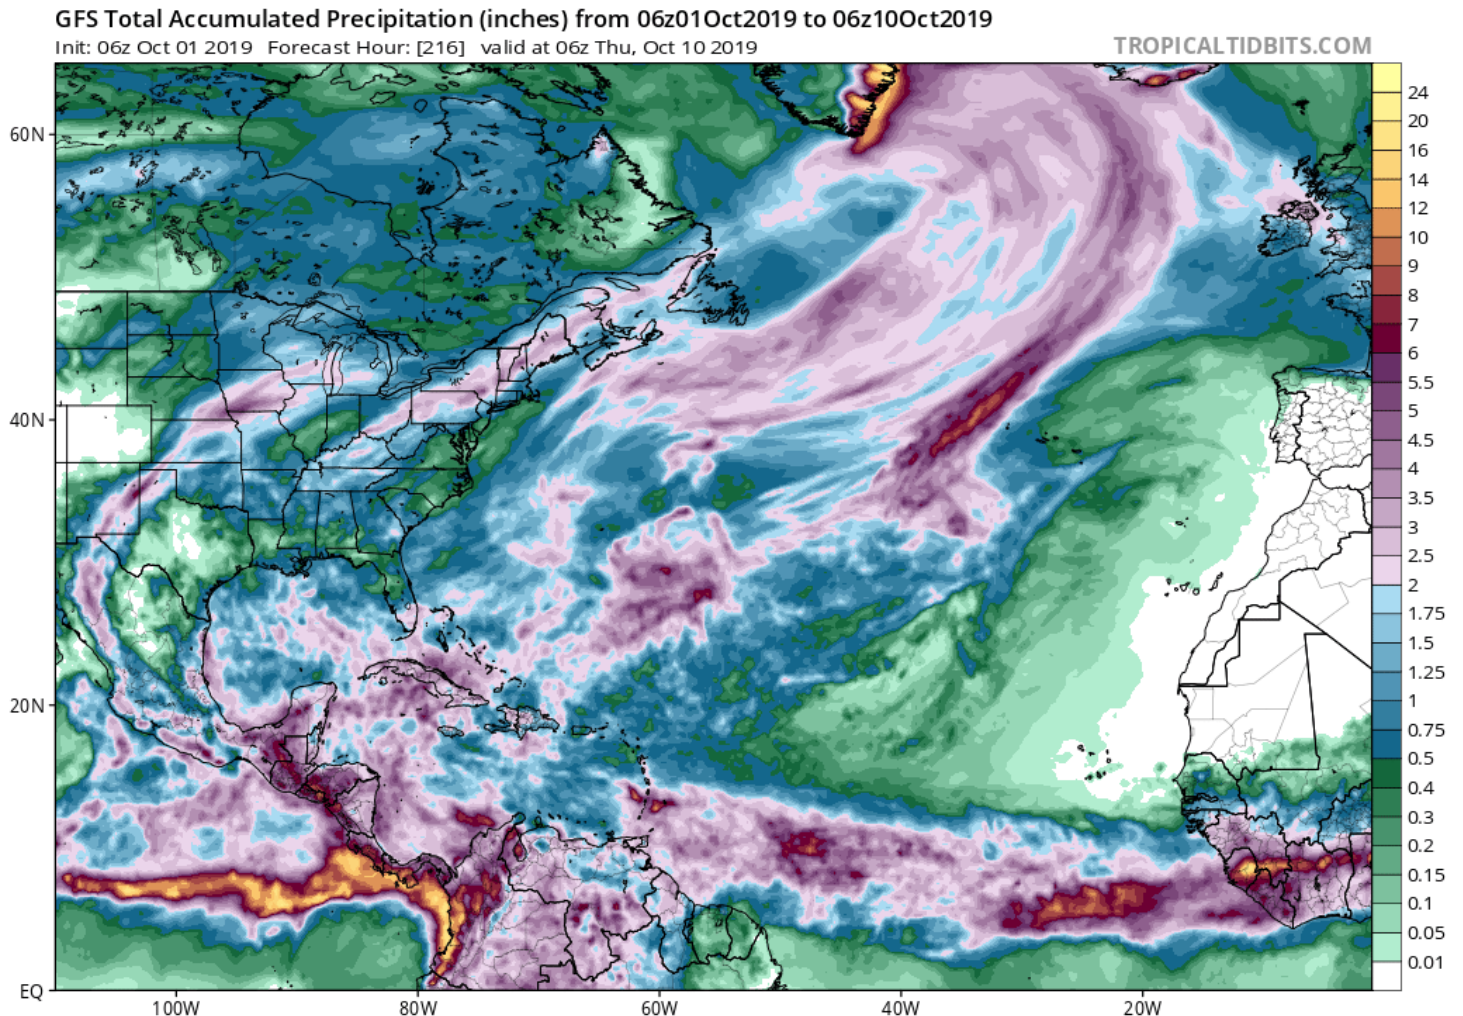 GFS Total Accumulated Precipitation (inches) from 06z01Oct2019 to 06z10Oct2019
Init: 06z Oct 01 2019 Forecast Hour: [216] valid at 06z Thu, Oct 10 2019
TROPICALTIDBITS.COM
60N
40N
20N
EQ
100W
80W
60W
40W
20W
24
20
16
14
12
10
9
8
7
6
5.5
5
4.5
4
3.5
3
2.5
2
1.75
1.5
1.25
1
0.75
0.5
0.4
0.3
0.2
0.15
0.1
0.05
0.01